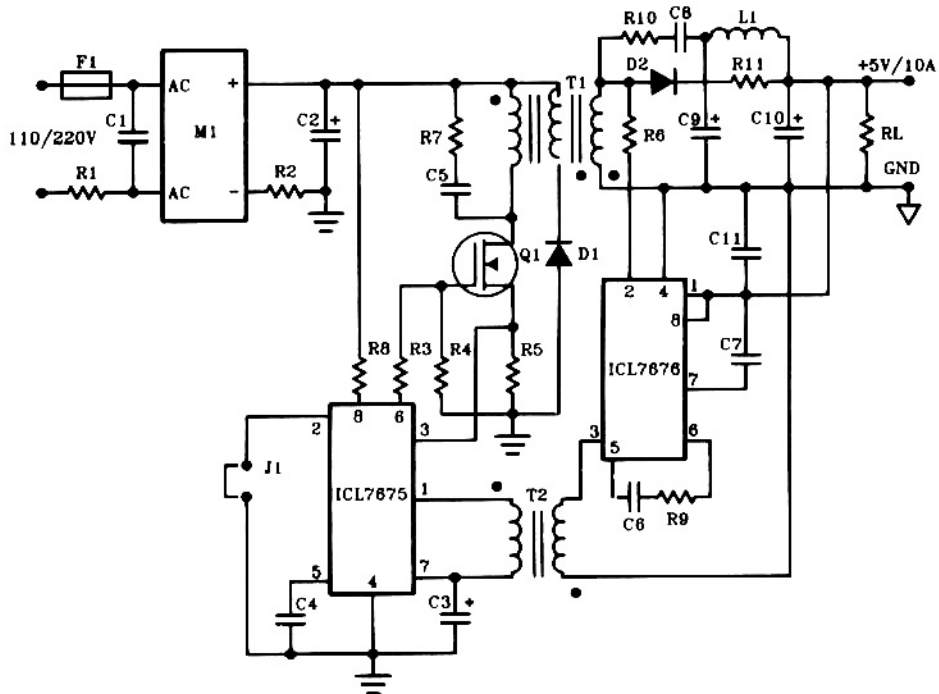 R10
C8
L1
F1
D2
R11
+5V/10A
AC
+
T1
C1
M1
C2
+
R7
R6
C9
+
C10
+
RL
110/220V
R1
AC
-
R2
C5
GND
Q1
D1
C11
2
4
1
8
R8
R3
R4
R5
ICL7676
C7
7
8
6
2
3
3
5
6
J1
ICL7675
1
T2
C6
R9
5
4
7
C4
C3
+